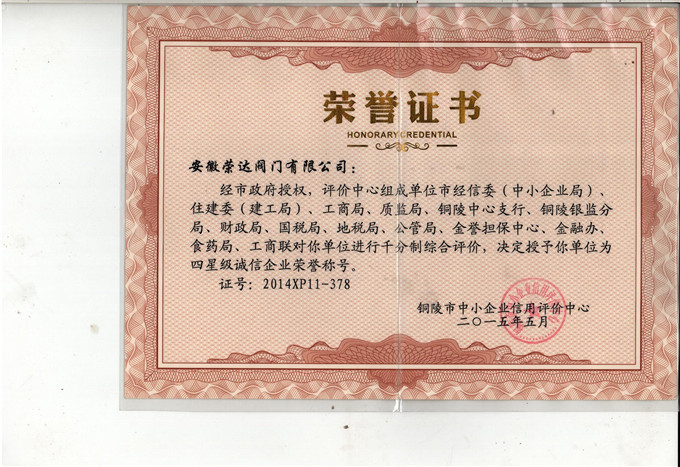 荣誉证书
HONORARY CREDENTIAL
安徽荣达阀门有限公司：
经市政府授权，评价中心组成单位市经信委（中小企业局）、
住建委（建工局）、工商局、质监局、铜陵中心支行、铜陵银监分
局、财政局、国税局、地税局、公管局、金誉担保中心、金融办、
食药局、工商联对你单位进行千分制综合评价，决定授予你单位为
四星级诚信企业荣誉称号。
证号：2014XP11-378
铜陵市中小企业信用评价中心
二〇一五年五月